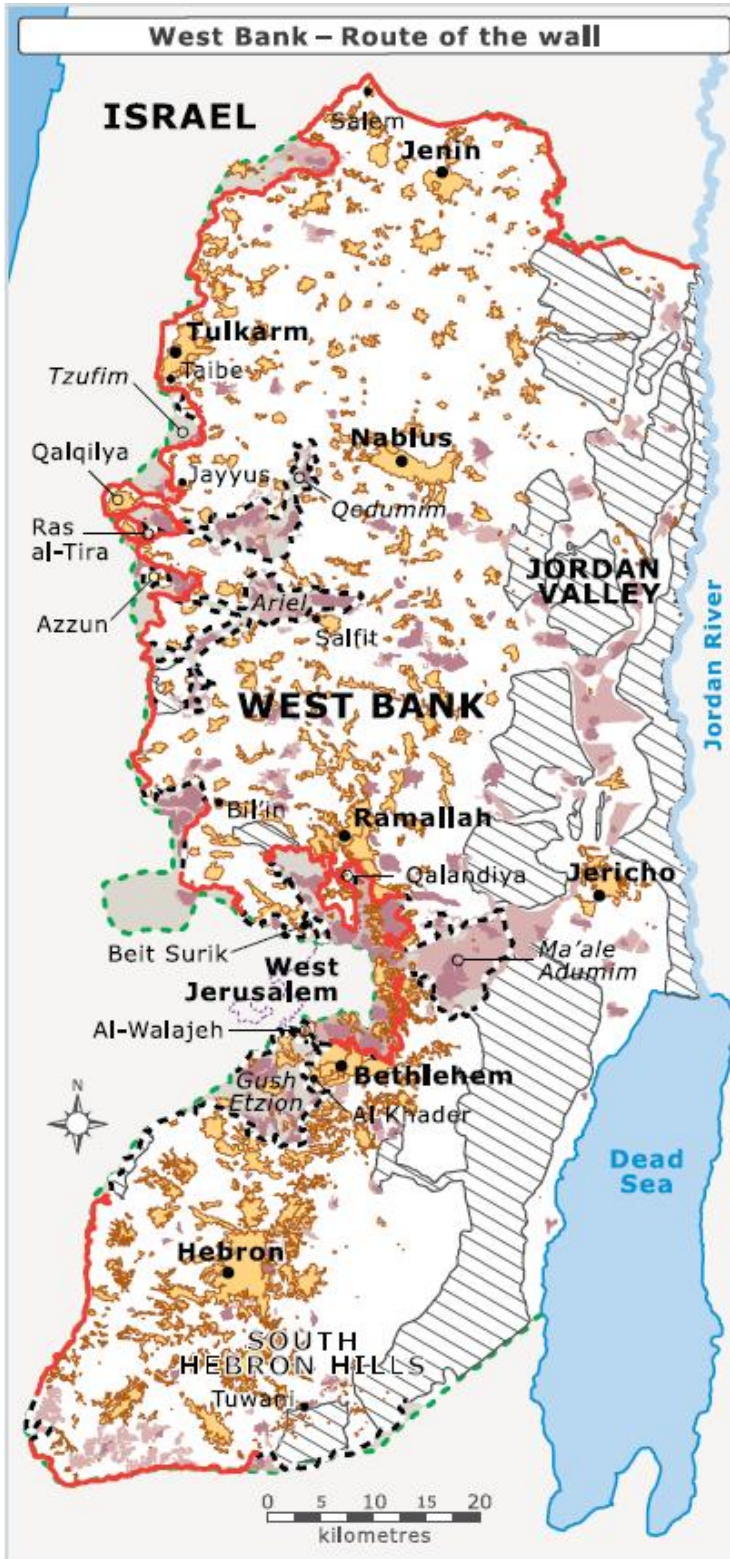 West Bank – Route of the wall
ISRAEL
Salem
Jenin
Tulkarm
Taibe
Tzufim
Nablus
Qalqilya
Jayyus
Qedumim
Ras
al-Tira
JORDAN
VALLEY
Azzun
Ariel
Salfit
Jordan River
WEST BANK
Bil'in
Ramallah
Qalandiya
Jericho
Beit Surik
West
Jerusalem
Ma'ale
Adumim
Al-Walajeh
Bethlehem
Gush
Etzion
Al Khader
N
Dead
Sea
Hebron
SOUTH
HEBRON HILLS
Tuwani
0 5 10 15 20
kilometres